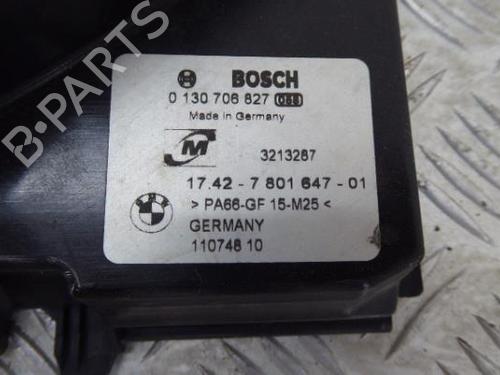 BOSCH
0 130 706 827
Made in Germany
M
3213287
17.42 - 7 801 647 - 01
> PA66-GF 15-M25 <
GERMANY
110748 10